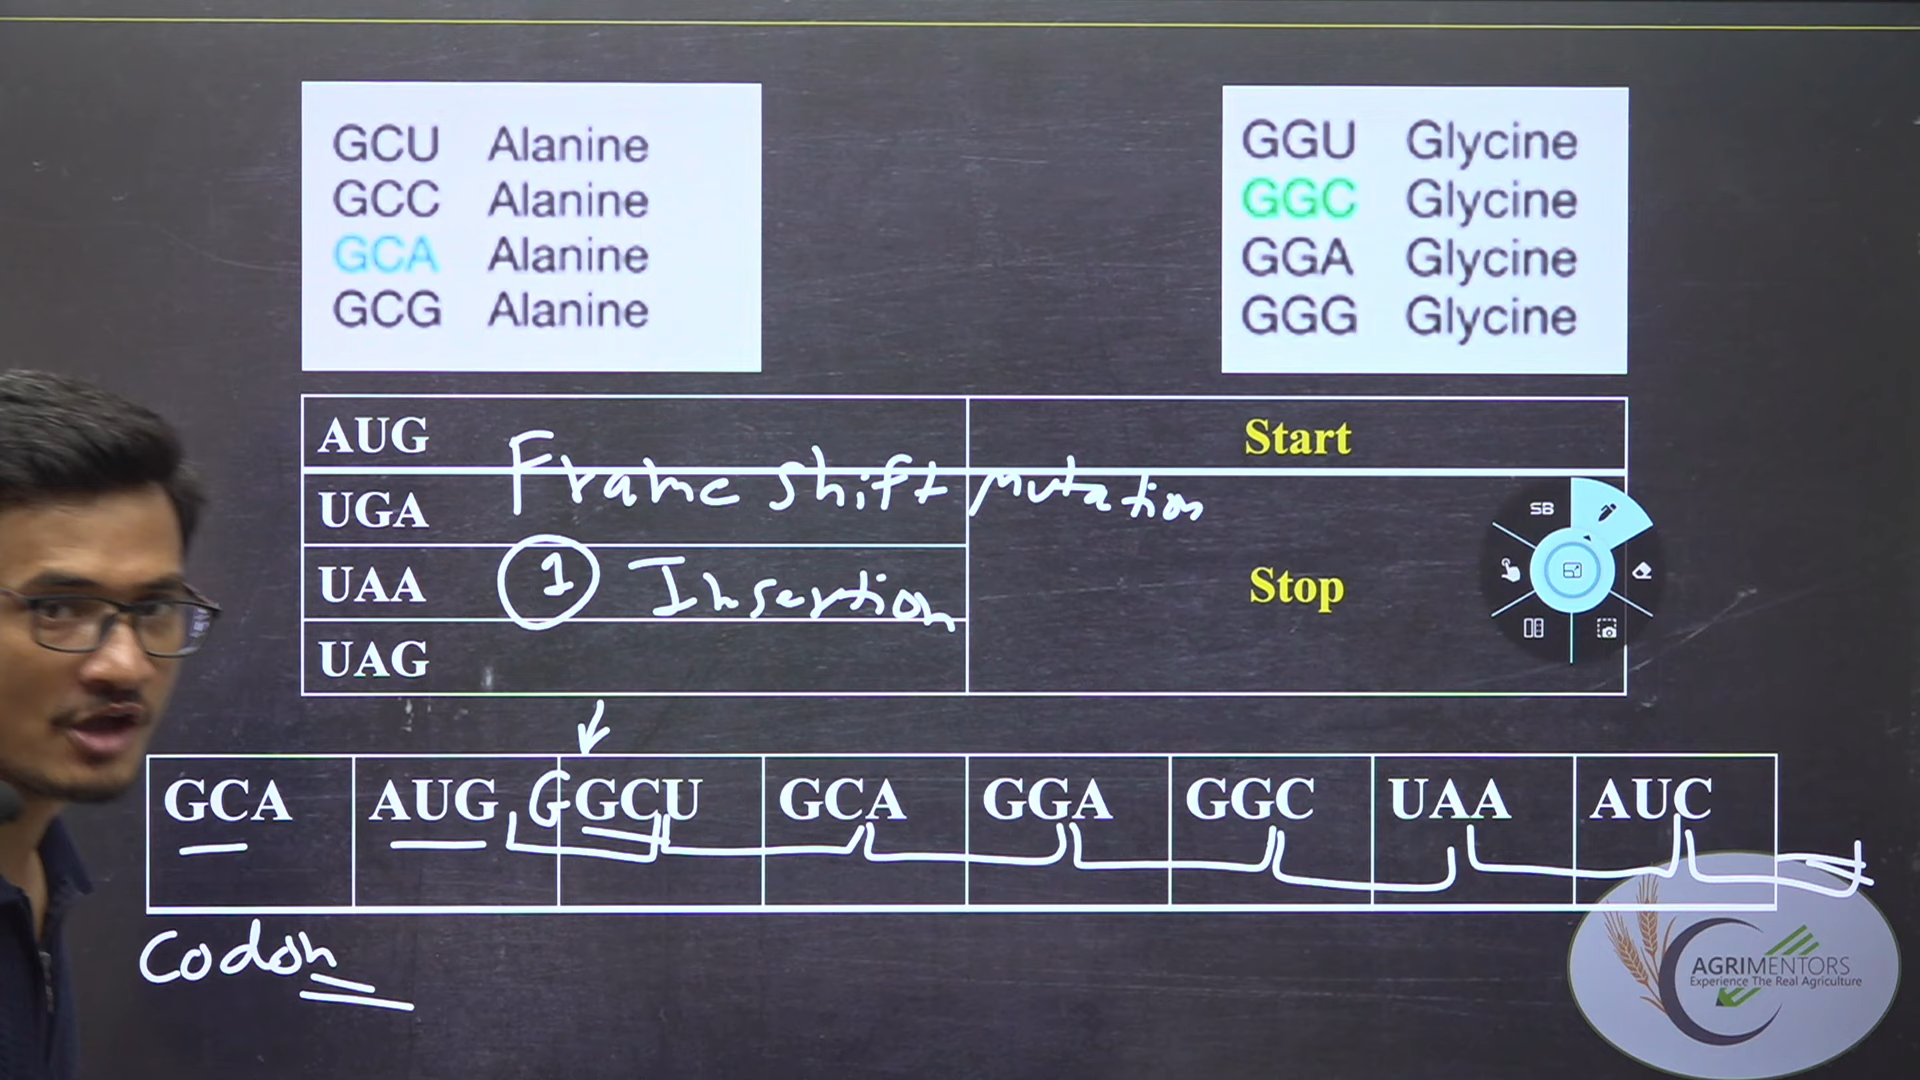 GCU Alanine
GCC Alanine
GCA Alanine
GCG Alanine
GGU Glycine
GGC Glycine
GGA Glycine
GGG Glycine
AUG Start
Frame shift mutation
UGA
UAA
UAG
Stop
1 Insertion
SB
GCA AUG G GCU GCA GGA GGC UAA AUC
Codon
AGRIMENTORS
Experience The Real Agriculture